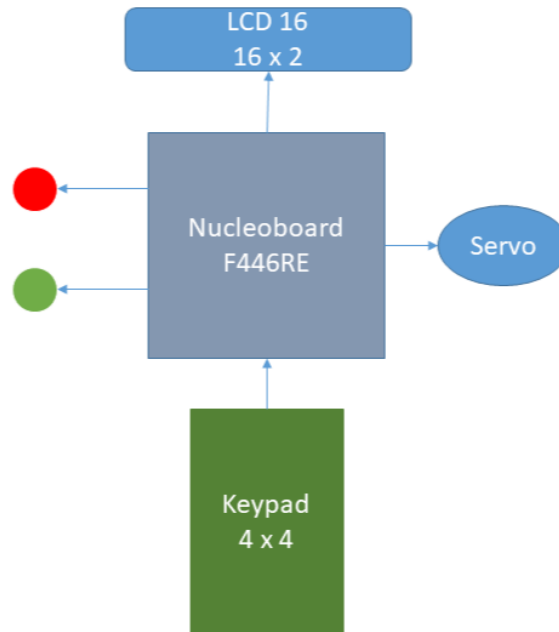 LCD 16
16 x 2
Nucleoboard
F446RE
Servo
Keypad
4 x 4